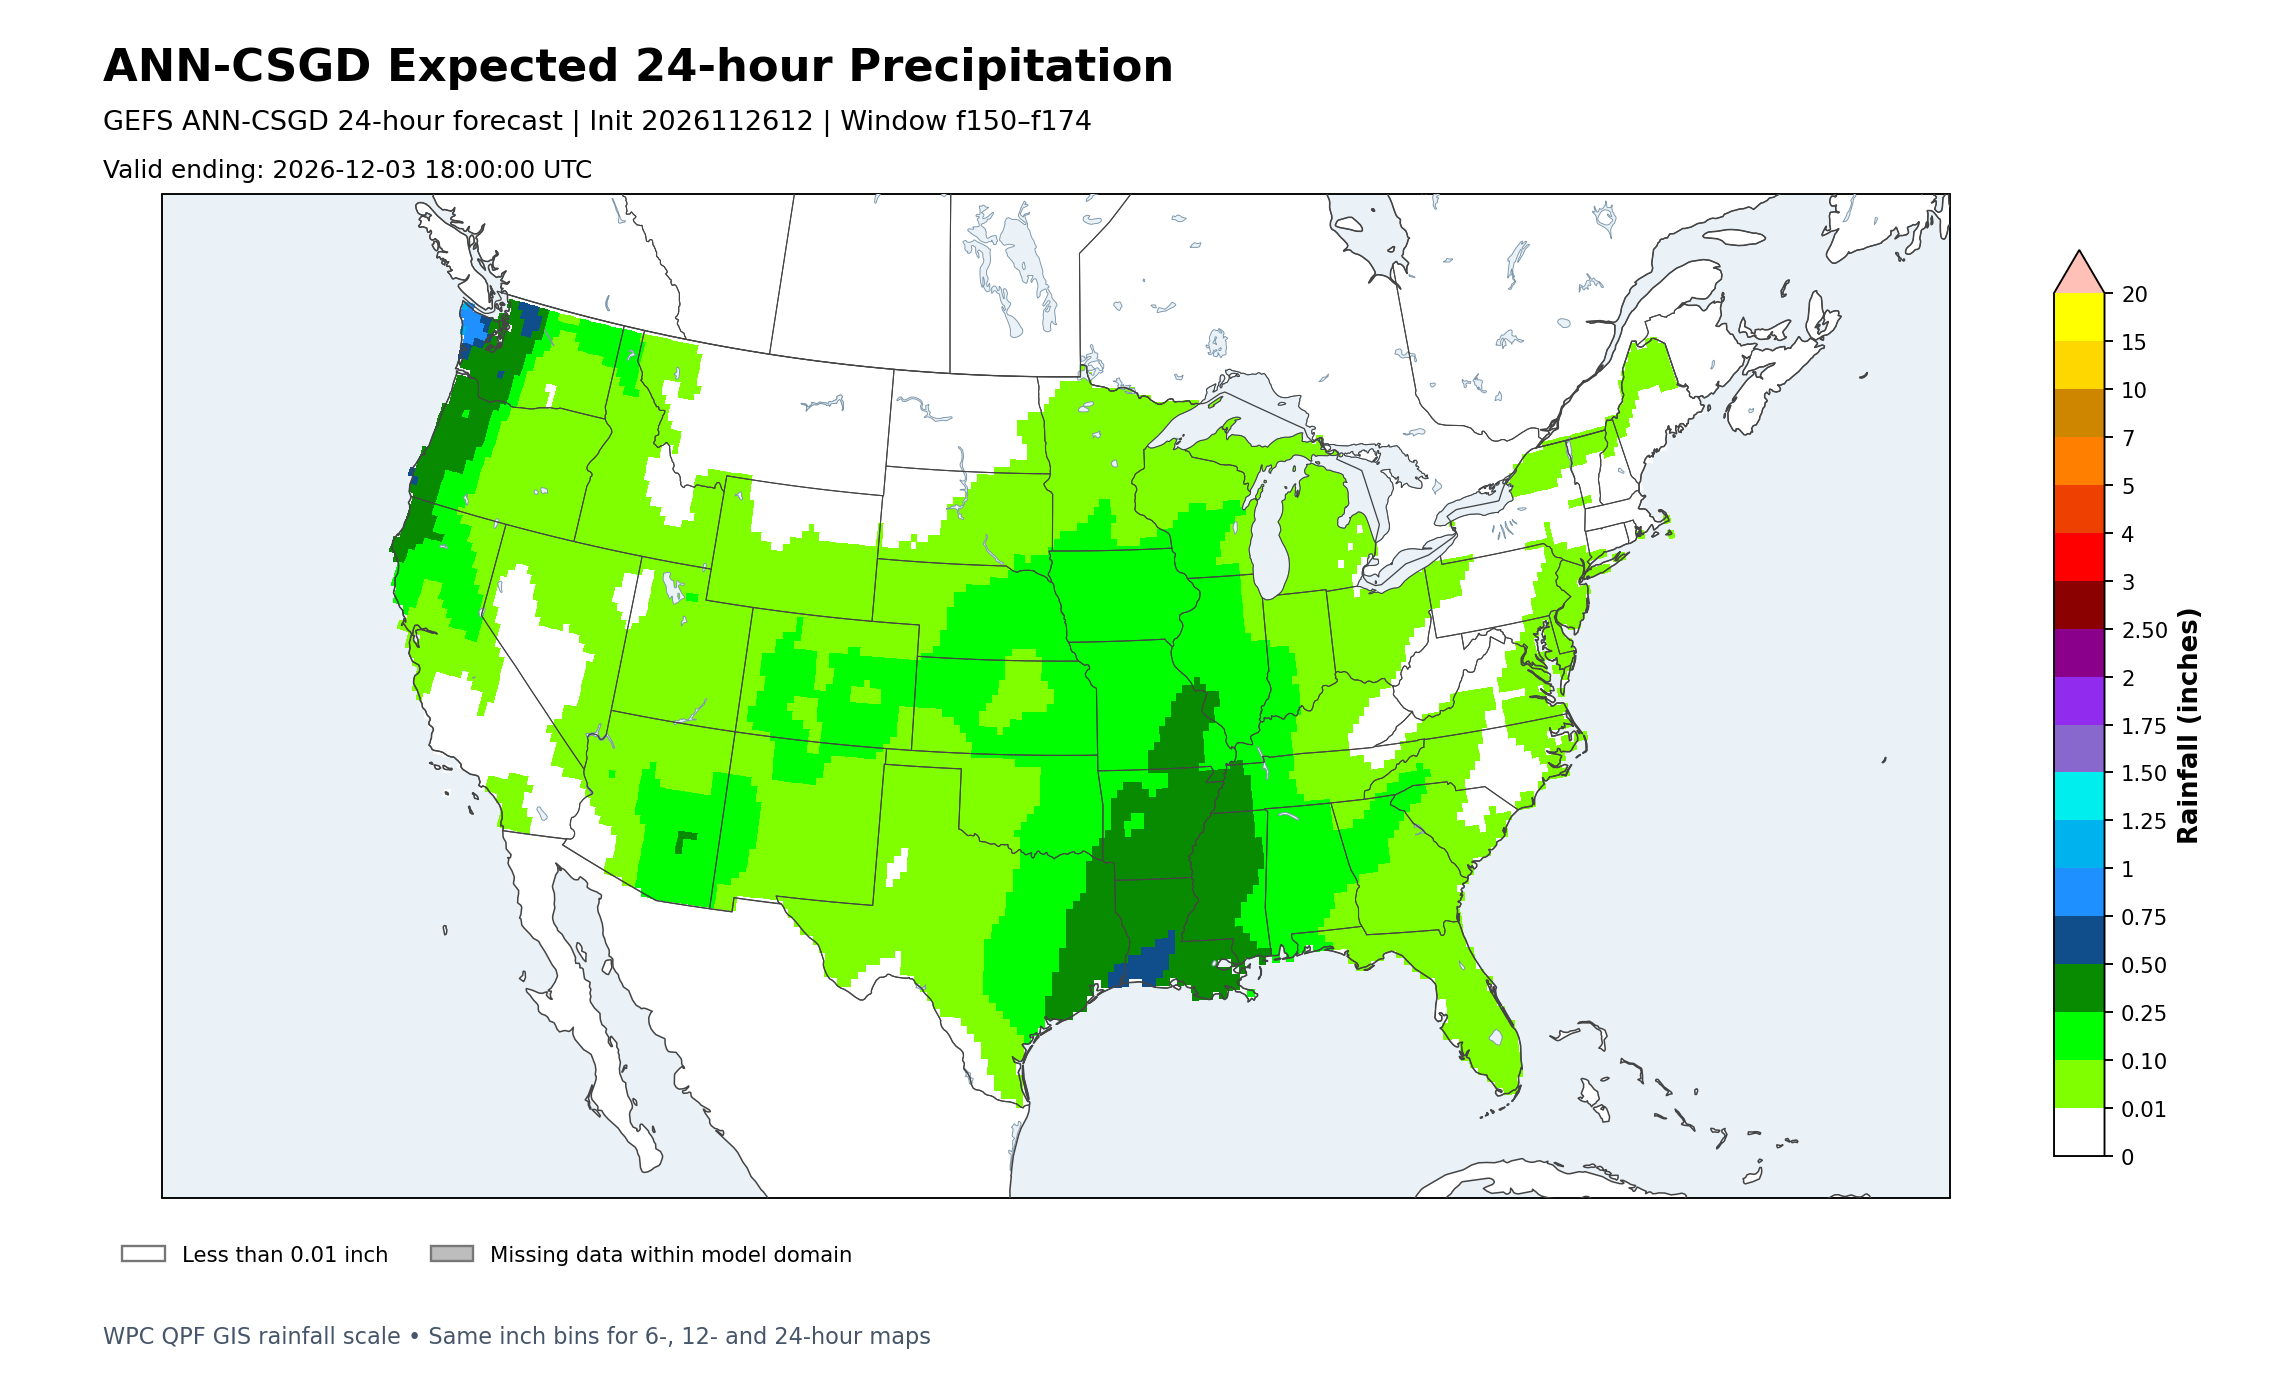 ANN-CSGD Expected 24-hour Precipitation
GEFS ANN-CSGD 24-hour forecast | Init 2026112612 | Window f150–f174
Valid ending: 2026-12-03 18:00:00 UTC
20
15
10
7
5
4
3
2.50
2
1.75
1.50
1.25
1
0.75
0.50
0.25
0.10
0.01
0
Rainfall (inches)
Less than 0.01 inch
Missing data within model domain
WPC QPF GIS rainfall scale • Same inch bins for 6-, 12- and 24-hour maps